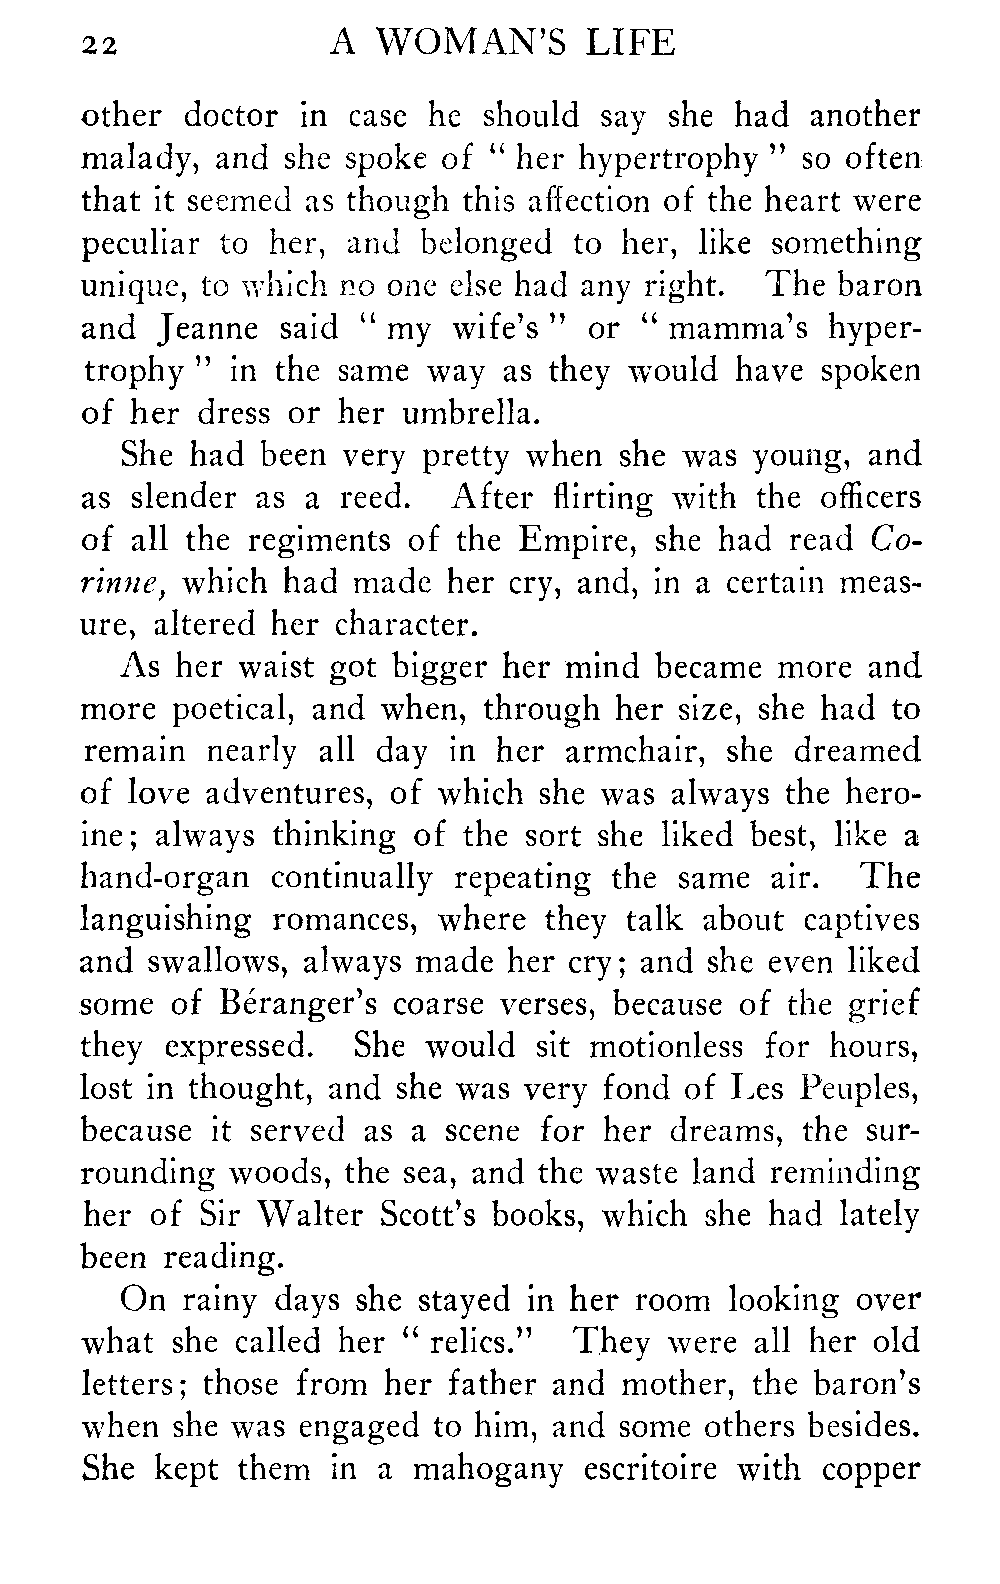 22 A WOMAN'S LIFE
other doctor in case he should say she had another
malady, and she spoke of " her hypertrophy " so often
that it seemed as though this affection of the heart were
peculiar to her, and belonged to her, like something
unique, to which no one else had any right. The baron
and Jeanne said " my wife's " or " mamma's hyper-
trophy " in the same way as they would have spoken
of her dress or her umbrella.
She had been very pretty when she was young, and
as slender as a reed. After flirting with the officers
of all the regiments of the Empire, she had read Co-
rinne, which had made her cry, and, in a certain meas-
ure, altered her character.
As her waist got bigger her mind became more and
more poetical, and when, through her size, she had to
remain nearly all day in her armchair, she dreamed
of love adventures, of which she was always the hero-
ine; always thinking of the sort she liked best, like a
hand-organ continually repeating the same air. The
languishing romances, where they talk about captives
and swallows, always made her cry; and she even liked
some of Béranger's coarse verses, because of the grief
they expressed. She would sit motionless for hours,
lost in thought, and she was very fond of Les Peuples,
because it served as a scene for her dreams, the sur-
rounding woods, the sea, and the waste land reminding
her of Sir Walter Scott's books, which she had lately
been reading.
On rainy days she stayed in her room looking over
what she called her " relics." They were all her old
letters; those from her father and mother, the baron's
when she was engaged to him, and some others besides.
She kept them in a mahogany escritoire with copper